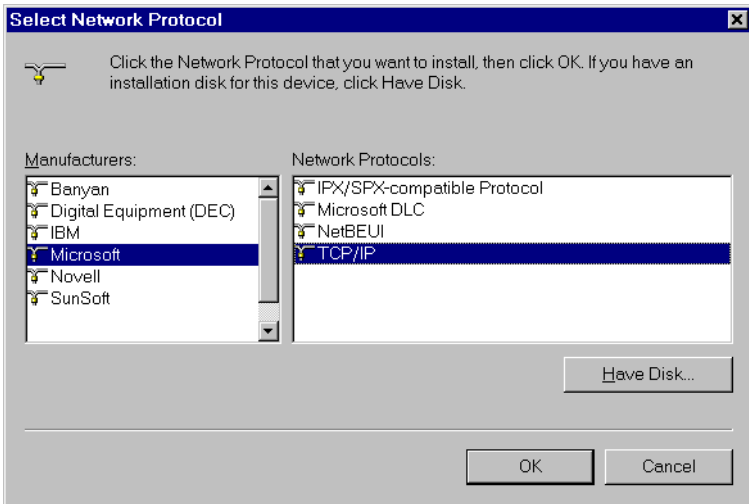 Select Network Protocol
Click the Network Protocol that you want to install, then click OK. If you have an
installation disk for this device, click Have Disk.
Manufacturers:
Banyan
Digital Equipment (DEC)
IBM
Microsoft
Novell
SunSoft
Network Protocols:
IPX/SPX-compatible Protocol
Microsoft DLC
NetBEUI
TCP/IP
Have Disk...
OK
Cancel